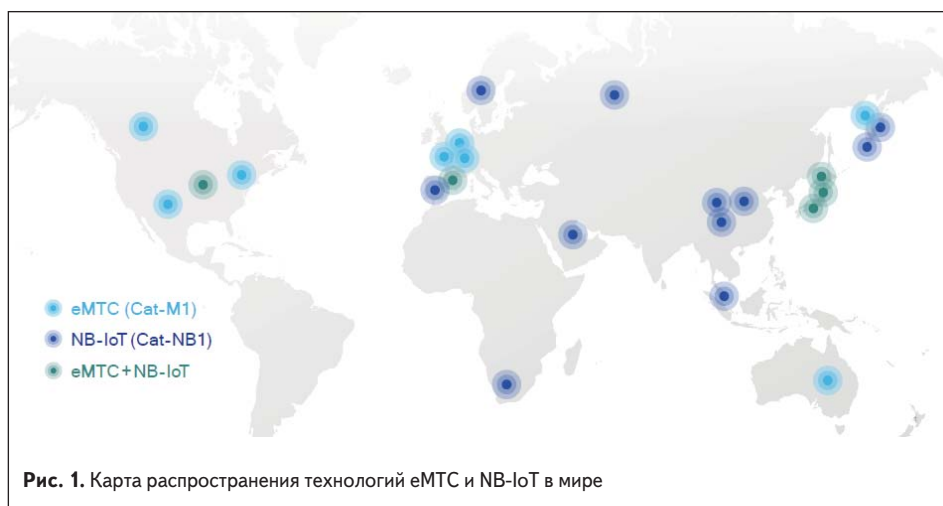 eMTC (Cat-M1)
NB-IoT (Cat-NB1)
eMTC+NB-IoT
Рис. 1. Карта распространения технологий eMTC и NB-IoT в мире